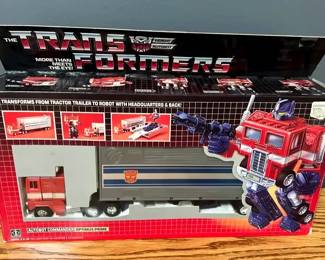 THE TRANSFORMERS
MORE THAN
MEETS
THE EYE!
TRANSFORMS FROM TRACTOR TRAILER TO ROBOT WITH HEADQUARTERS & BACK!
AUTOBOT COMMANDER: OPTIMUS PRIME